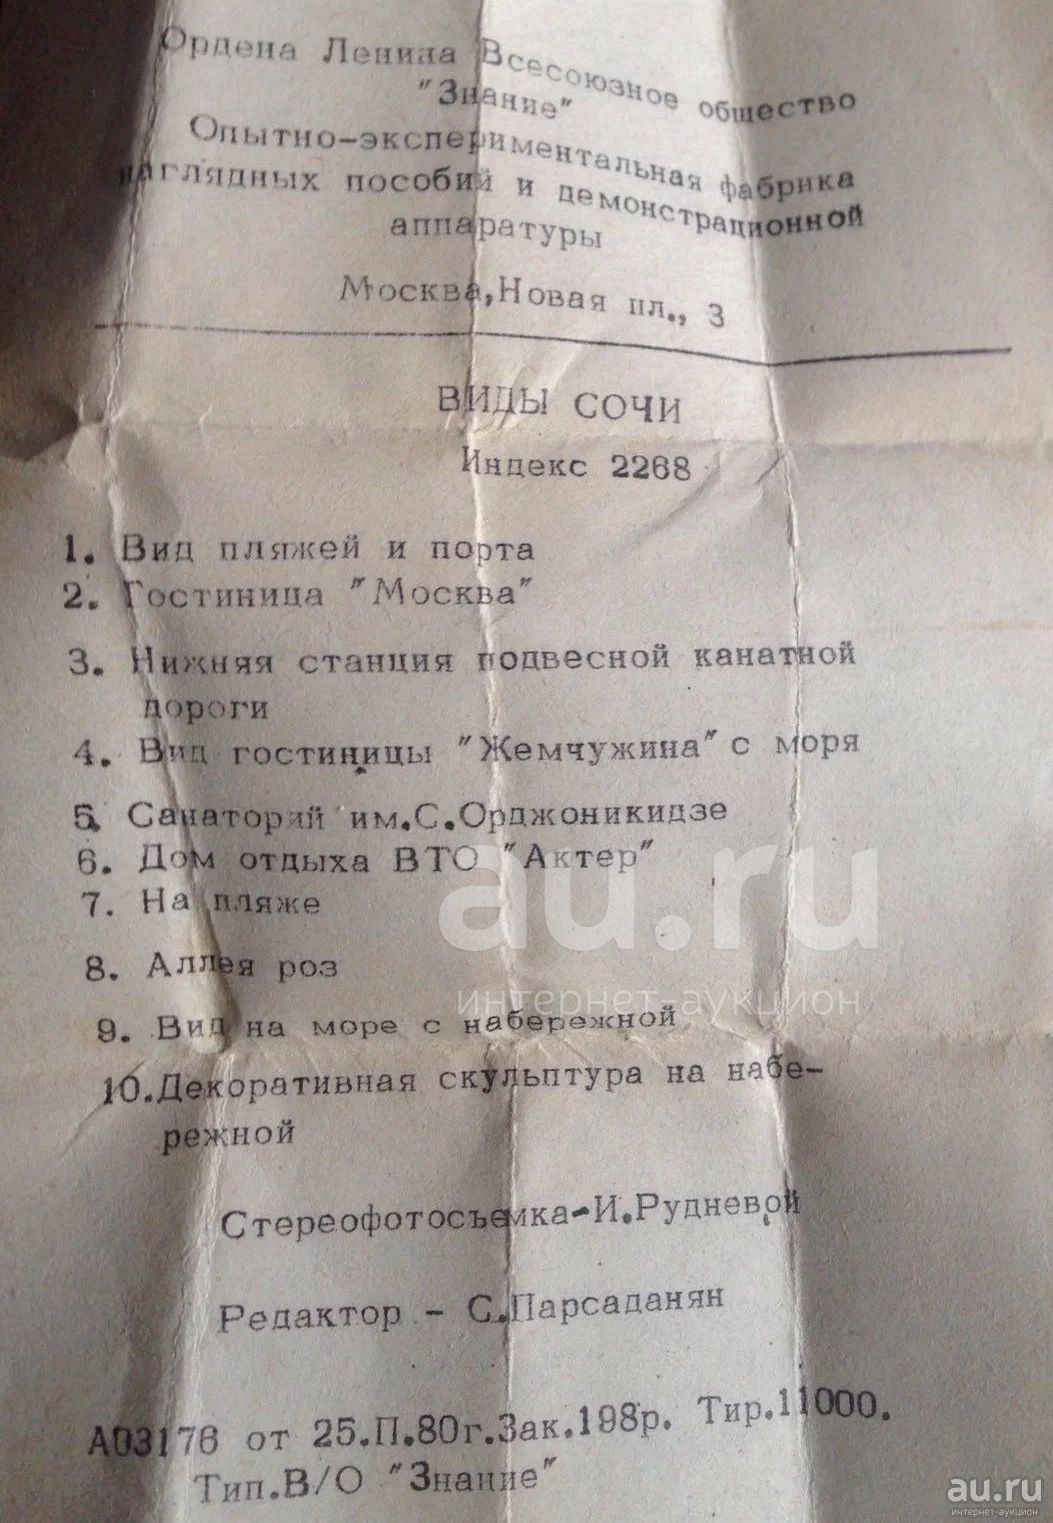 Ордена Ленина Всесоюзное общество
"Знание"
Опытно-экспериментальная фабрика
наглядных пособий и демонстрационной
аппаратуры
Москва,Новая пл., 3
ВИДЫ СОЧИ
Индекс 2268
1. Вид пляжей и порта
2. Гостиница "Москва"
3. Нижняя станция подвесной канатной
дороги
4. Вид гостиницы "Жемчужина" с моря
5. Санаторий им.С.Орджоникидзе
6. Дом отдыха ВТО "Актер"
7. На пляже
8. Аллея роз
9. Вид на море с набережной
10.Декоративная скульптура на набе-
режной
Стереофотосъемка-И.Рудневой
Редактор - С.Парсаданян
А03176 от 25.П.80г.Зак.198р. Тир.11000.
Тип.В/О "Знание"
au.ru
интернет-аукцион
au.ru
интернет-аукцион